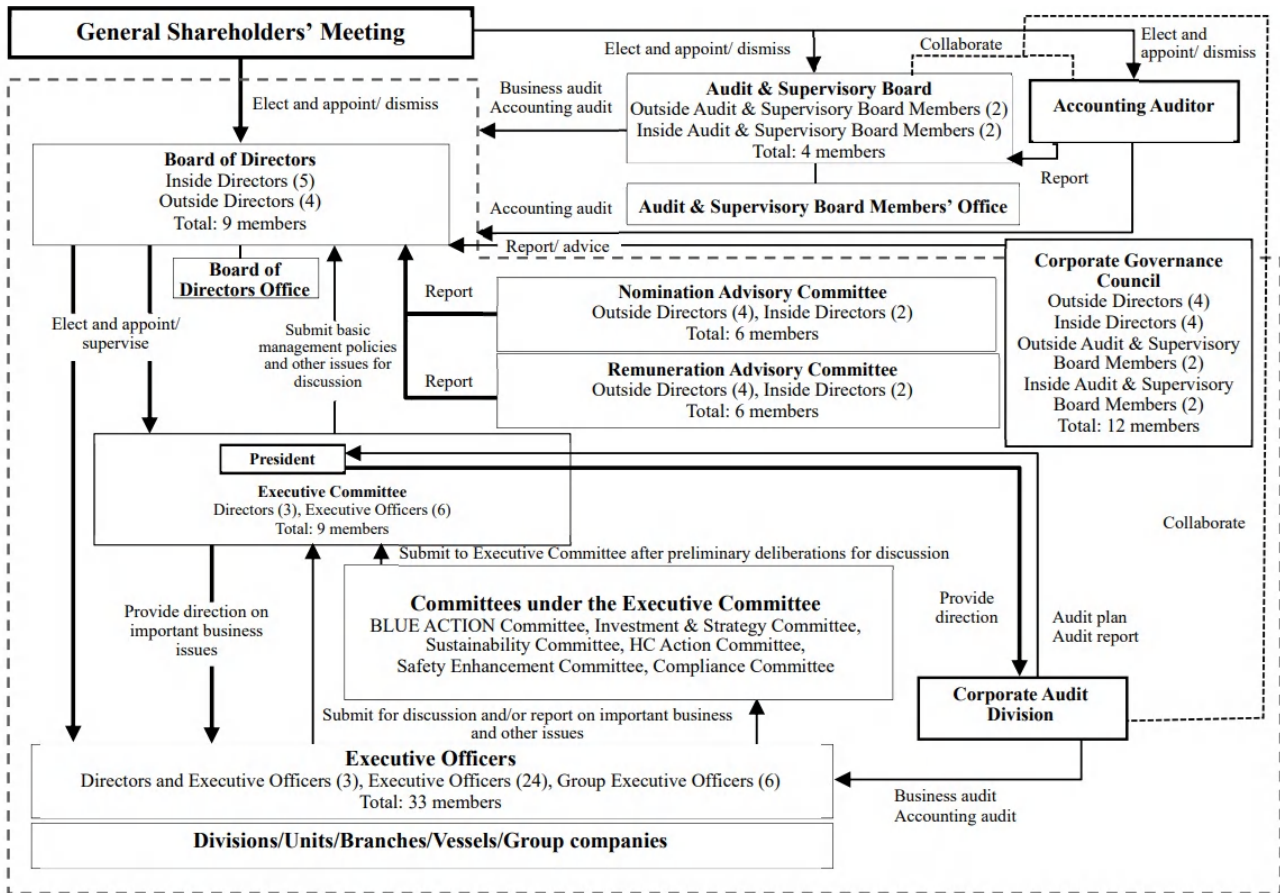 General Shareholders' Meeting
Elect and appoint/ dismiss
Collaborate
Elect and
appoint/ dismiss
Elect and appoint/ dismiss
Business audit
Accounting audit
Audit & Supervisory Board
Outside Audit & Supervisory Board Members (2)
Inside Audit & Supervisory Board Members (2)
Total: 4 members
Accounting Auditor
Report
Board of Directors
Inside Directors (5)
Outside Directors (4)
Total: 9 members
Accounting audit
Audit & Supervisory Board Members' Office
Report/ advice
Board of
Directors Office
Corporate Governance
Council
Outside Directors (4)
Inside Directors (4)
Outside Audit & Supervisory
Board Members (2)
Inside Audit & Supervisory
Board Members (2)
Total: 12 members
Report
Nomination Advisory Committee
Outside Directors (4), Inside Directors (2)
Total: 6 members
Elect and appoint/
supervise
Submit basic
management policies
and other issues for
discussion
Report
Remuneration Advisory Committee
Outside Directors (4), Inside Directors (2)
Total: 6 members
President
Executive Committee
Directors (3), Executive Officers (6)
Total: 9 members
Collaborate
Submit to Executive Committee after preliminary deliberations for discussion
Provide direction on
important business
issues
Committees under the Executive Committee
BLUE ACTION Committee, Investment & Strategy Committee,
Sustainability Committee, HC Action Committee,
Safety Enhancement Committee, Compliance Committee
Provide
direction
Audit plan
Audit report
Corporate Audit
Division
Submit for discussion and/or report on important business
and other issues
Executive Officers
Directors and Executive Officers (3), Executive Officers (24), Group Executive Officers (6)
Total: 33 members
Business audit
Accounting audit
Divisions/Units/Branches/Vessels/Group companies